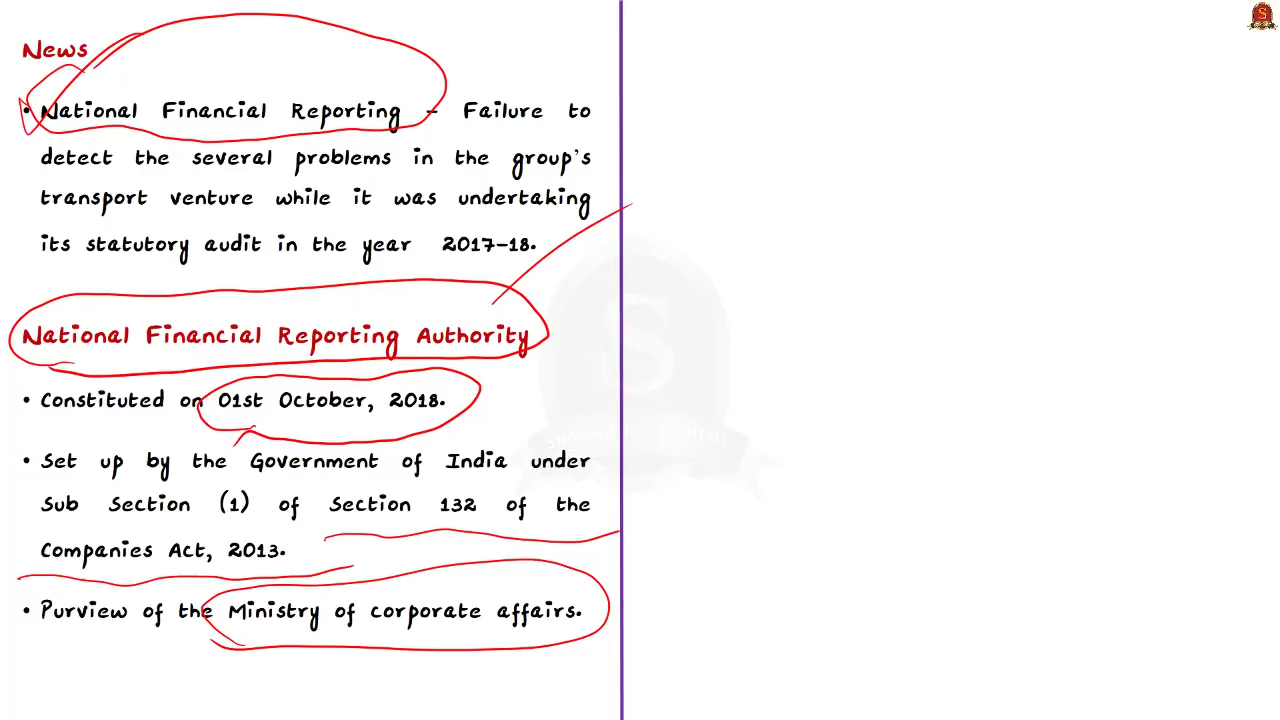 News
• National Financial Reporting – Failure to
detect the several problems in the group's
transport venture while it was undertaking
its statutory audit in the year 2017-18.
National Financial Reporting Authority
• Constituted on 01st October, 2018.
• Set up by the Government of India under
Sub Section (1) of Section 132 of the
Companies Act, 2013.
• Purview of the Ministry of corporate affairs.